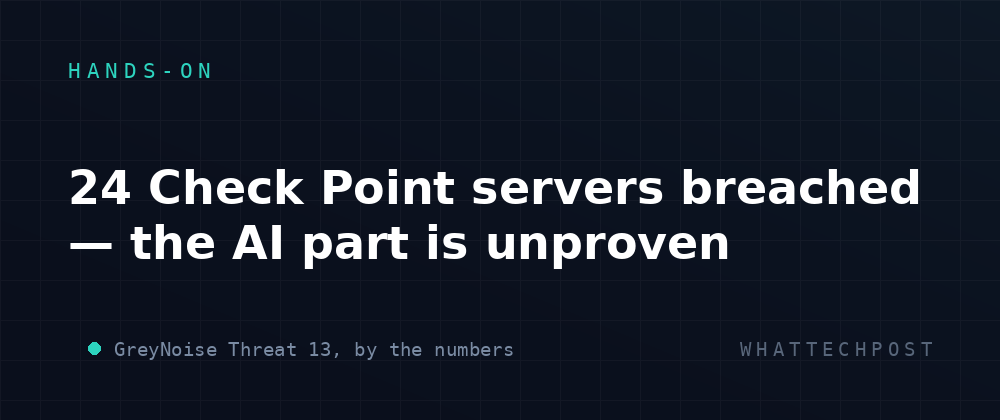 HANDS-ON
24 Check Point servers breached
— the AI part is unproven
GreyNoise Threat 13, by the numbers
WHATTECHPOST